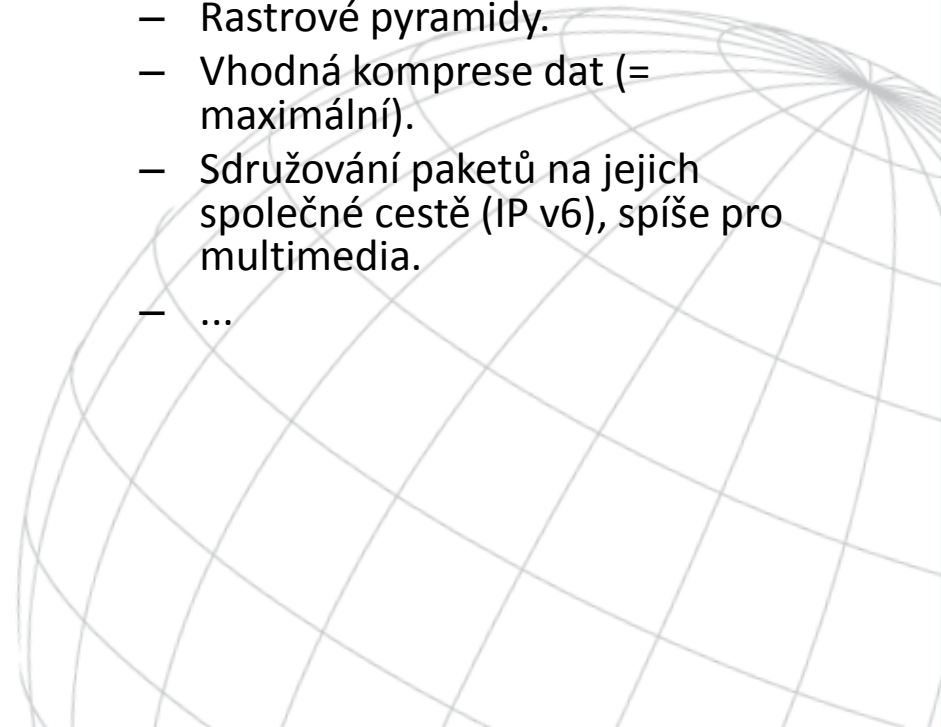 – Rastrové pyramidy.
– Vhodná komprese dat (=
maximální).
– Sdružování paketů na jejich
společné cestě (IP v6), spíše pro
multimedia.
– ...